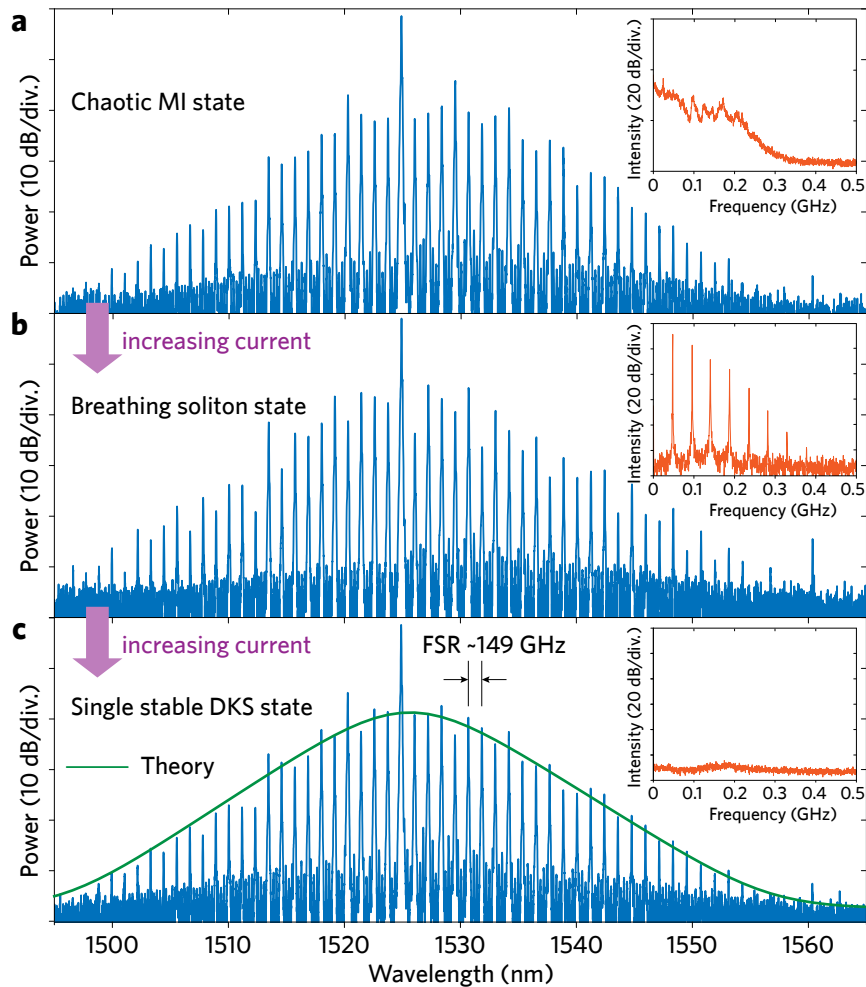 a
Power (10 dB/div.)
Chaotic MI state
Intensity (20 dB/div.)
0 0.1 0.2 0.3 0.4 0.5
Frequency (GHz)
increasing current
b
Power (10 dB/div.)
Breathing soliton state
Intensity (20 dB/div.)
0 0.1 0.2 0.3 0.4 0.5
Frequency (GHz)
increasing current
c
Power (10 dB/div.)
FSR ~149 GHz
Single stable DKS state
Theory
Intensity (20 dB/div.)
0 0.1 0.2 0.3 0.4 0.5
Frequency (GHz)
1500 1510 1520 1530 1540 1550 1560
Wavelength (nm)